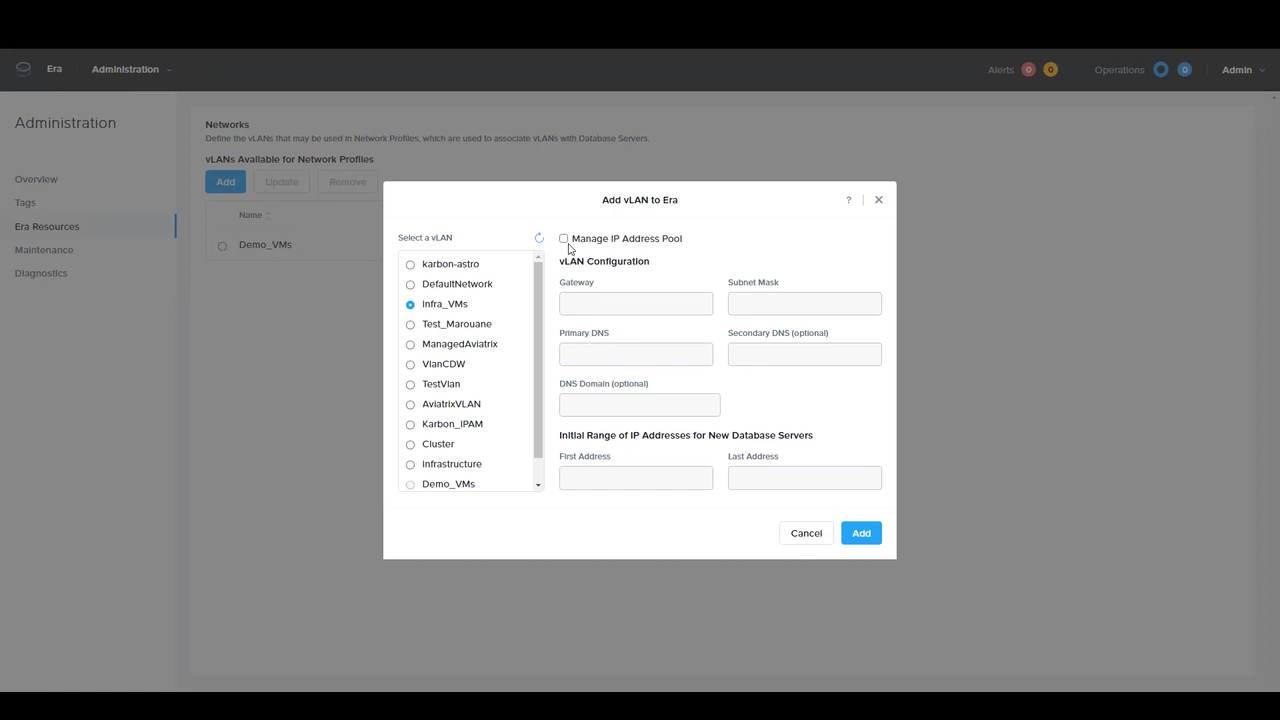 Era Administration Alerts 0 0 Operations 0 Admin
Administration
Overview
Tags
Era Resources
Maintenance
Diagnostics
Networks
Define the vLANs that may be used in Network Profiles, which are used to associate vLANs with Database Servers.
vLANs Available for Network Profiles
Add Update Remove
Name
Demo_VMs
Add vLAN to Era ?
Select a vLAN
karbon-astro
DefaultNetwork
Infra_VMs
Test_Marouane
ManagedAviatrix
VlanCDW
TestVlan
AviatrixVLAN
Karbon_IPAM
Cluster
Infrastructure
Demo_VMs
Manage IP Address Pool
vLAN Configuration
Gateway Subnet Mask
Primary DNS Secondary DNS (optional)
DNS Domain (optional)
Initial Range of IP Addresses for New Database Servers
First Address Last Address
Cancel Add